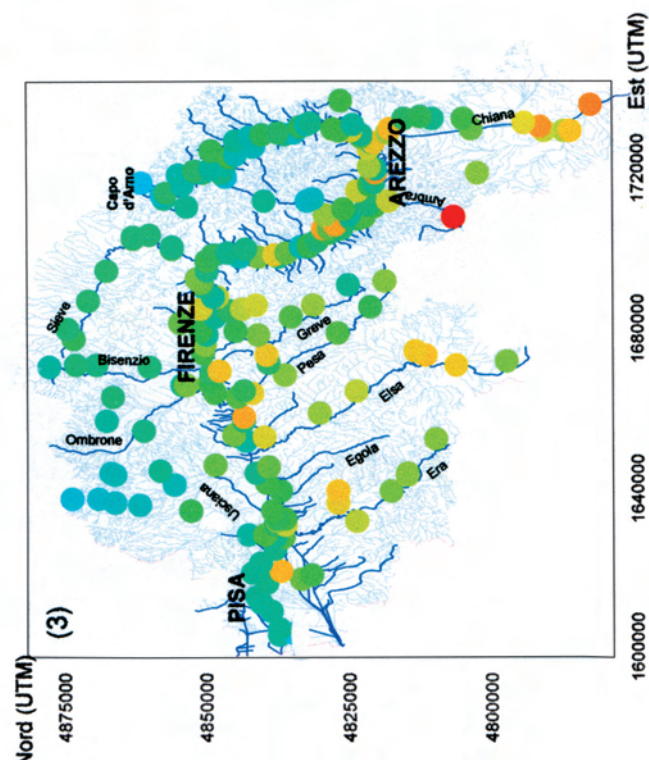 Nord (UTM)
4875000
4850000
4825000
4800000
(3)
Capo
d'Arno
Sieve
Bisenzio
Ombrone
FIRENZE
Usciana
PISA
AREZZO
Chiana
Ambra
Greve
Pesa
Elsa
Egola
Era
1600000
1640000
1680000
1720000
Est (UTM)